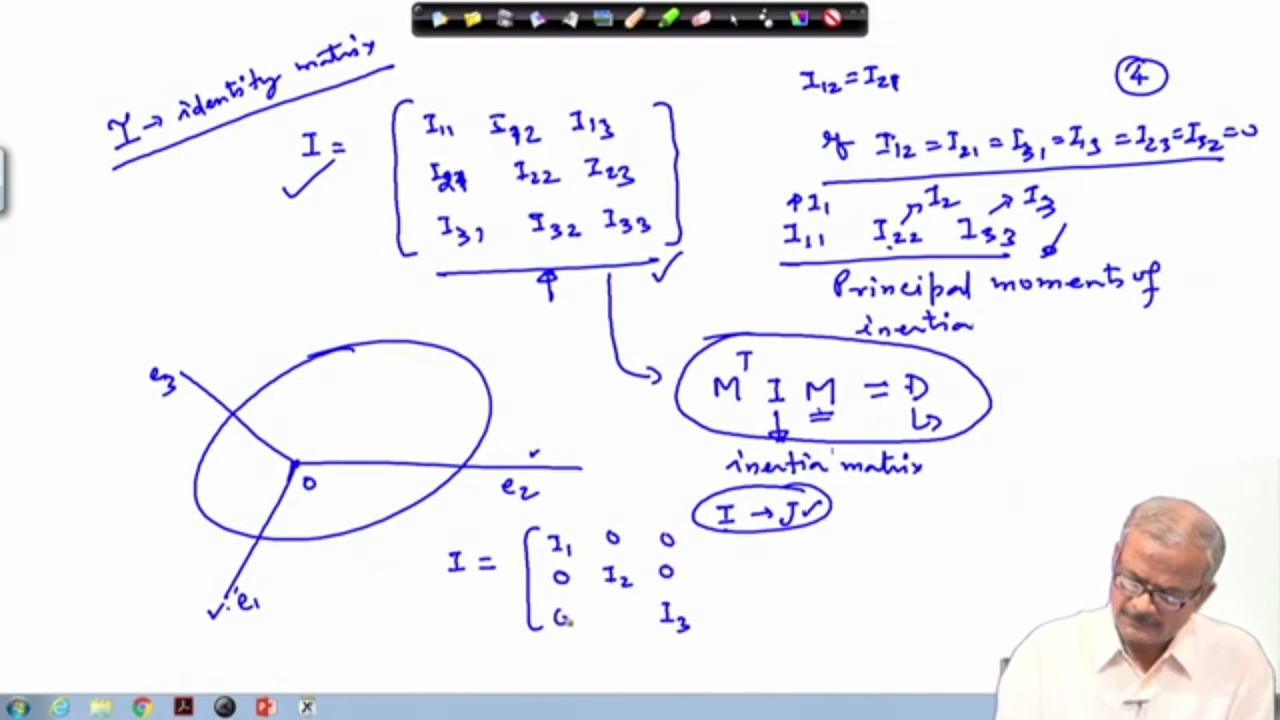 I → identity matrix
I =
I11 I12 I13
I21 I22 I23
I31 I32 I33
I12 = I21
4
If I12 = I21 = I31 = I13 = I23 = I32 = 0
I1 I2 I3
I11 I22 I33
Principal moments of
inertia
M^T I M = D
inertia matrix
I → J
e3
O
e2
e1
I =
I1 0 0
0 I2 0
0 I3